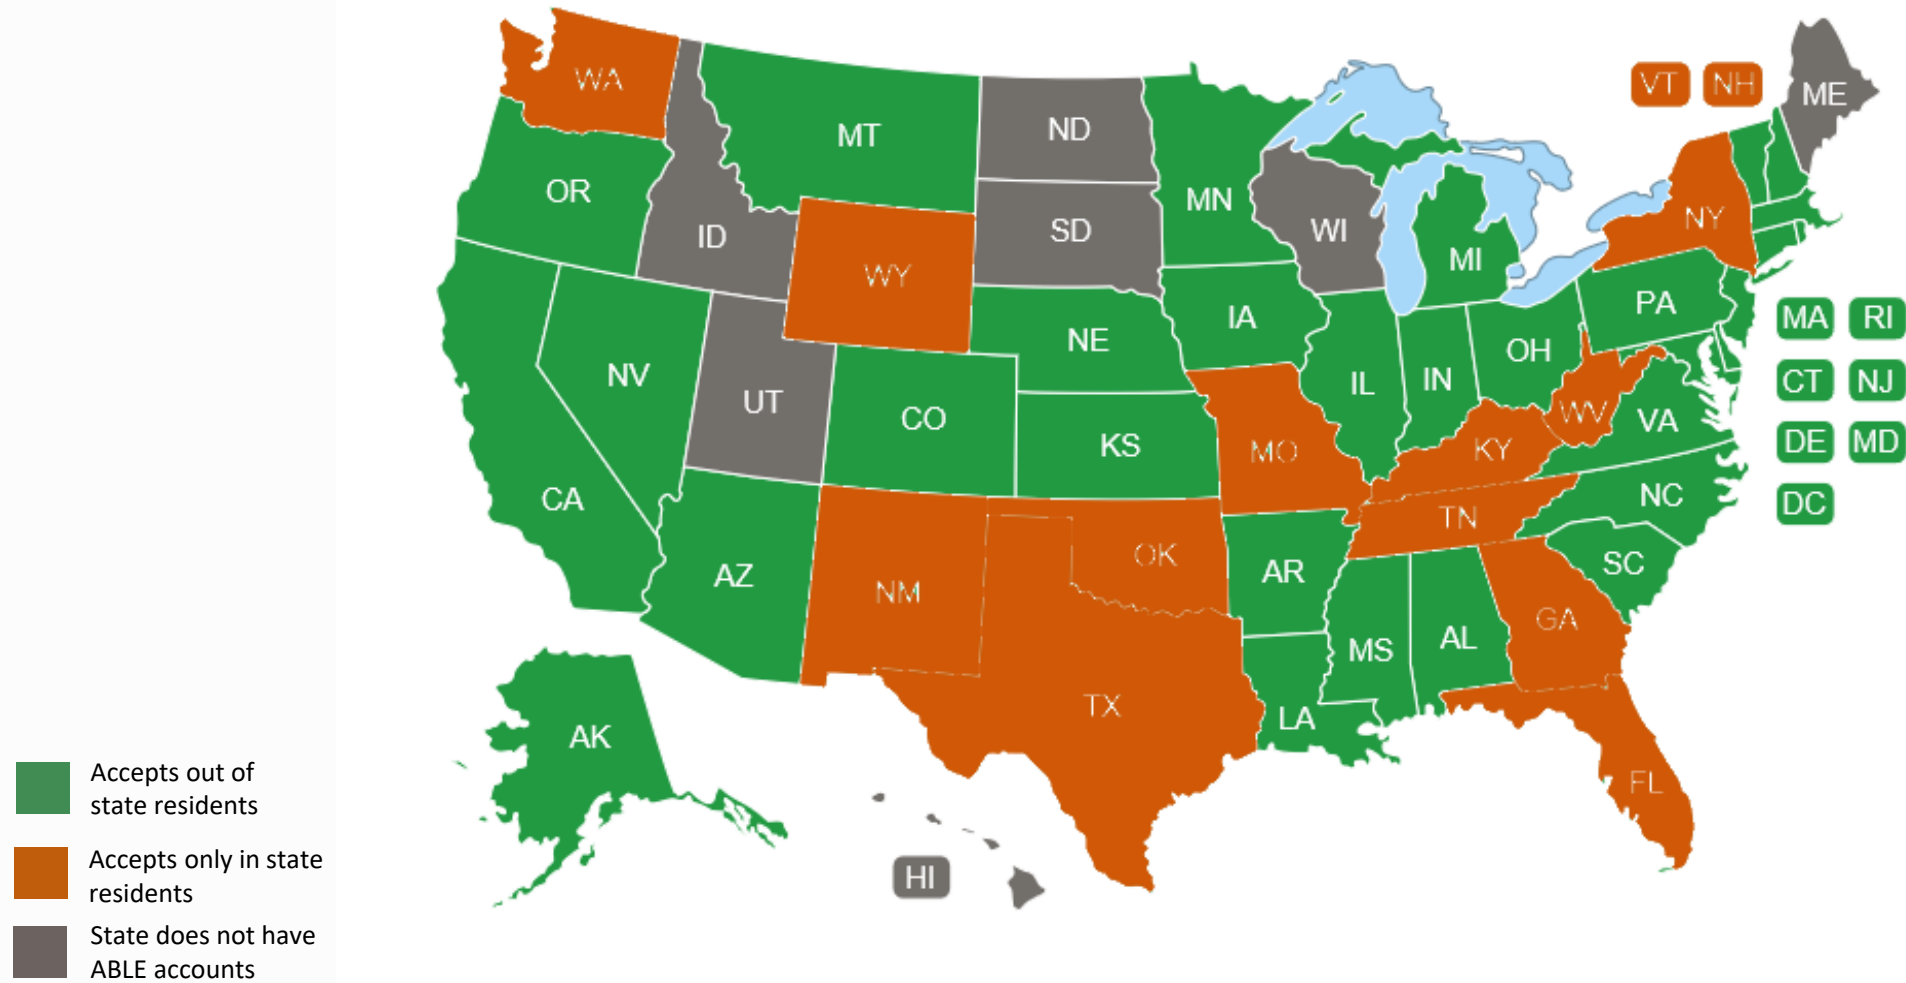 WA
VT NH
ME
MT
ND
OR
MN
NY
ID
SD
WI
MI
WY
PA
NE
IA
MA RI
OH
NV
IL
IN
CT NJ
UT
CO
WV
VA
KS
MO
KY
DE MD
CA
NC
DC
TN
AZ
NM
OK
AR
SC
GA
MS
AL
TX
LA
AK
FL
HI
Accepts out of
state residents
Accepts only in state
residents
State does not have
ABLE accounts